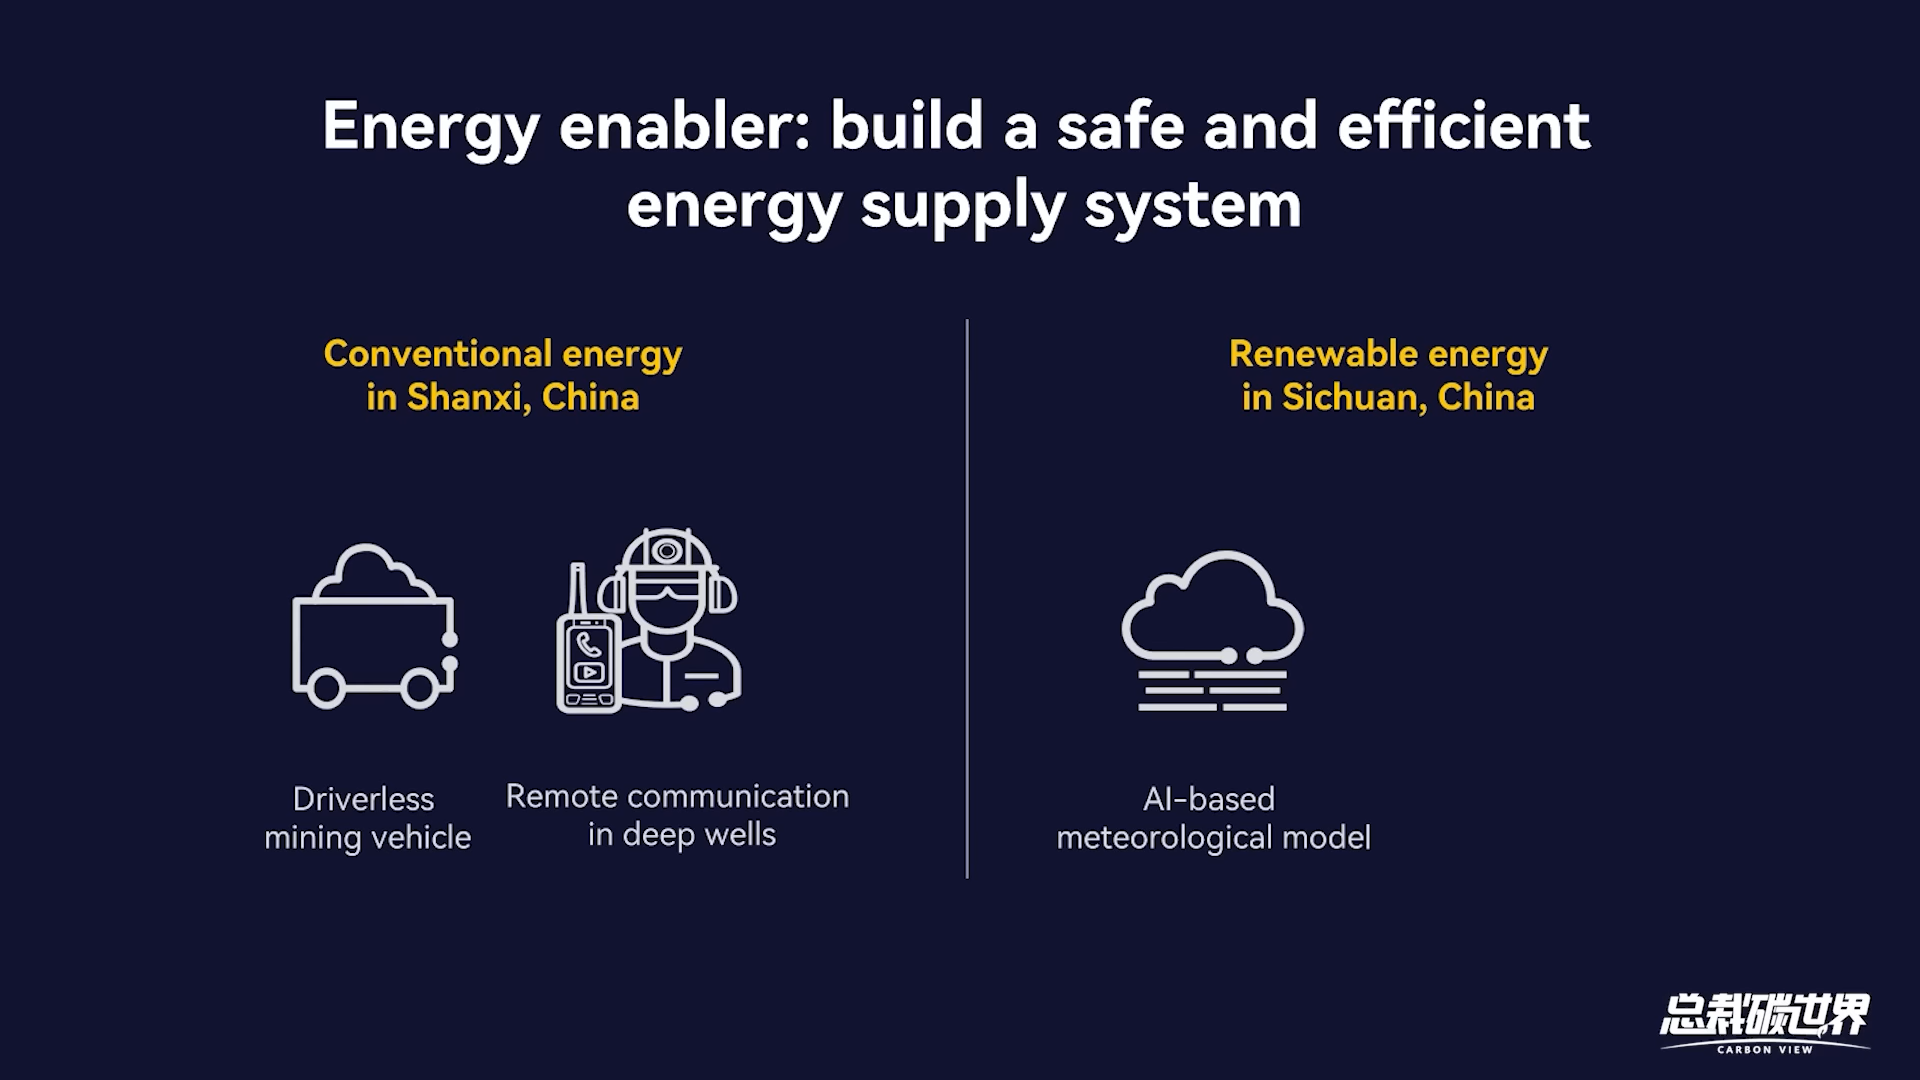 Energy enabler: build a safe and efficient
energy supply system
Conventional energy
in Shanxi, China
Renewable energy
in Sichuan, China
Driverless
mining vehicle
Remote communication
in deep wells
AI-based
meteorological model
总裁碳世界
CARBON VIEW